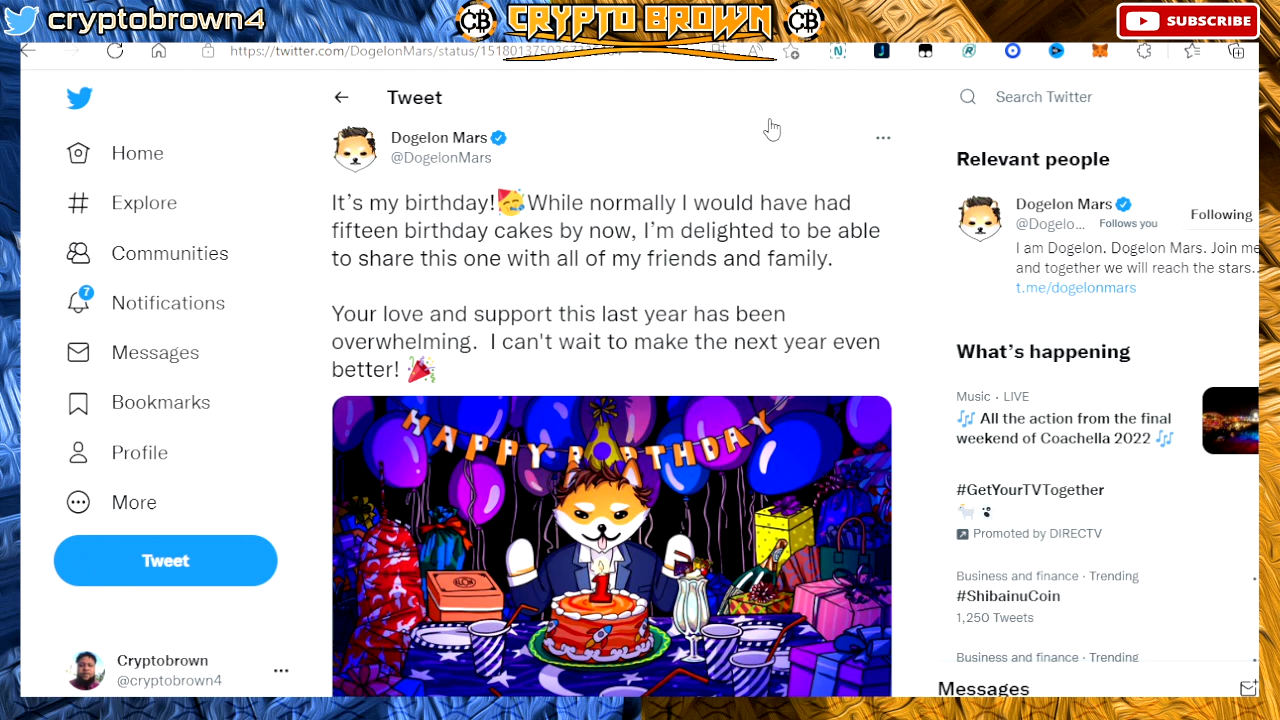 cryptobrown4
CB CRYPTO BROWN CB
SUBSCRIBE
Tweet
Search Twitter
Home
Explore
Communities
7
Notifications
Messages
Bookmarks
Profile
More
Tweet
Cryptobrown
@cryptobrown4
Dogelon Mars
@DogelonMars
It’s my birthday!🥳While normally I would have had
fifteen birthday cakes by now, I’m delighted to be able
to share this one with all of my friends and family.
Your love and support this last year has been
overwhelming.  I can't wait to make the next year even
better! 🎉
HAPPY BIRTHDAY
1
Relevant people
Dogelon Mars
@Dogelo... Follows you
Following
I am Dogelon. Dogelon Mars. Join me
and together we will reach the stars..
t.me/dogelonmars
What’s happening
Music · LIVE
🎶 All the action from the final
weekend of Coachella 2022 🎶
#GetYourTVTogether
Promoted by DIRECTV
Business and finance · Trending
#ShibainuCoin
1,250 Tweets
Business and finance · Trending
Messages